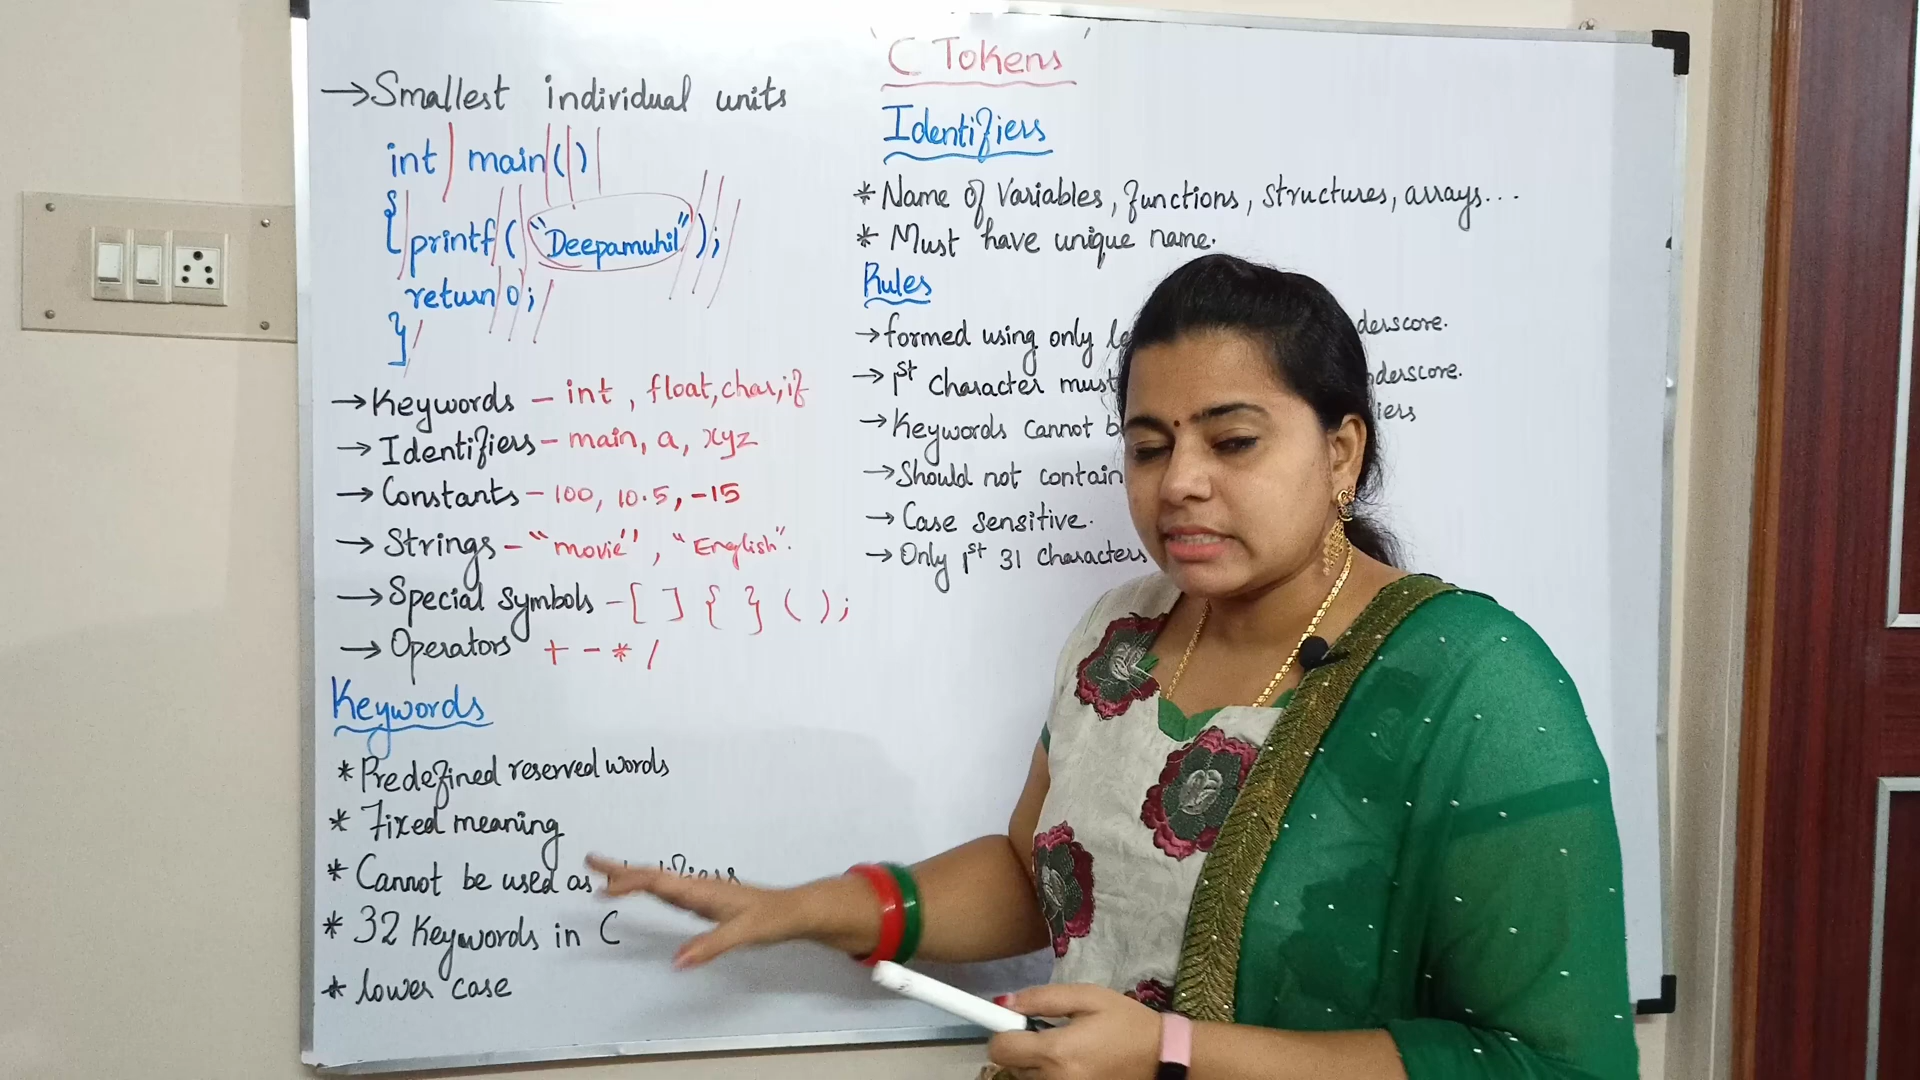 'C Tokens'
→ Smallest individual units
int main()
{ printf("Deepamuhil");
return 0;
}
→ Keywords – int, float, char, if
→ Identifiers – main, a, xyz
→ Constants – 100, 10.5, -15
→ Strings – "movie", "English".
→ Special symbols – [ ] { } ( ) ;
→ Operators + - * /
Keywords
* Predefined reserved words
* Fixed meaning
* Cannot be used as
* 32 Keywords in C
* lower case
Identifiers
* Name of Variables, functions, structures, arrays...
* Must have unique name.
Rules
→ formed using only
→ 1st Character must
→ Keywords cannot
→ Should not contain
→ Case sensitive.
→ Only 1st 31 characters